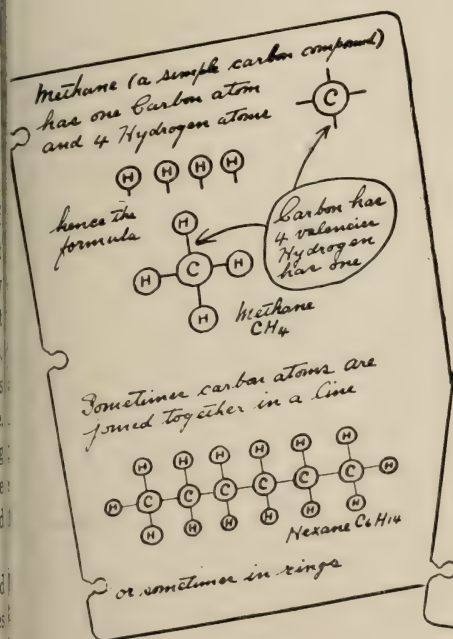 Methane (a simple carbon compound)
has one Carbon atom
and 4 Hydrogen atoms
C
H H H H
hence the
formula
H
H C H
H
Carbon has
4 valencies
Hydrogen
has one
Methane
CH4
Sometimes carbon atoms are
joined together in a line
H H H H H H
H C C C C C C H
H H H H H H
Hexane C6H14
or sometimes in rings